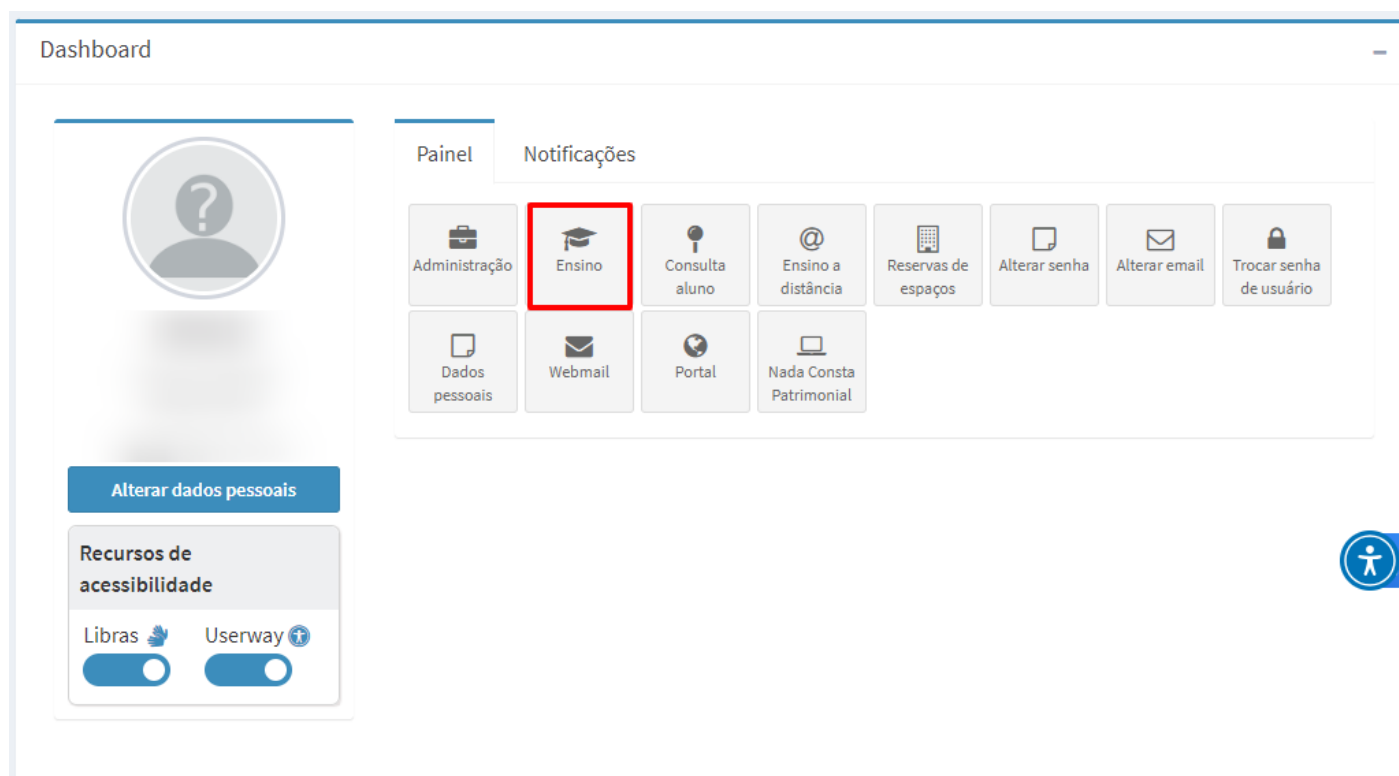 Dashboard
Painel
Notificações
Administração
Ensino
Consulta
aluno
@
Ensino a
distância
Reservas de
espaços
Alterar senha
Alterar email
Trocar senha
de usuário
Dados
pessoais
Webmail
Portal
Nada Consta
Patrimonial
Alterar dados pessoais
Recursos de
acessibilidade
Libras
Userway